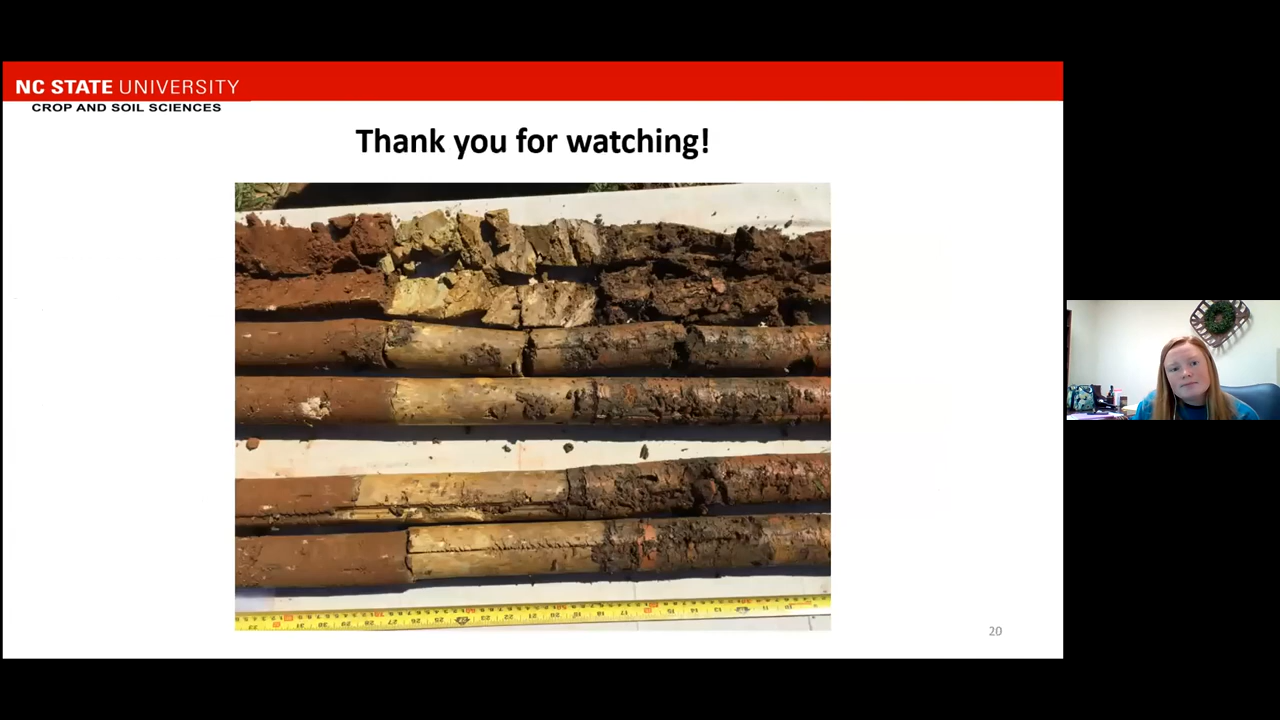 NC STATE UNIVERSITY
CROP AND SOIL SCIENCES
Thank you for watching!
20